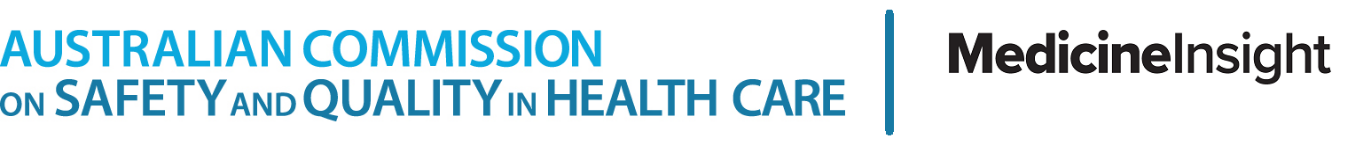 AUSTRALIAN COMMISSION
ON SAFETY AND QUALITY IN HEALTH CARE
MedicineInsight